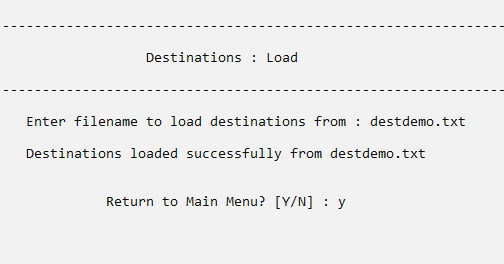 Destinations : Load
Enter filename to load destinations from : destdemo.txt
Destinations loaded successfully from destdemo.txt
Return to Main Menu? [Y/N] : y